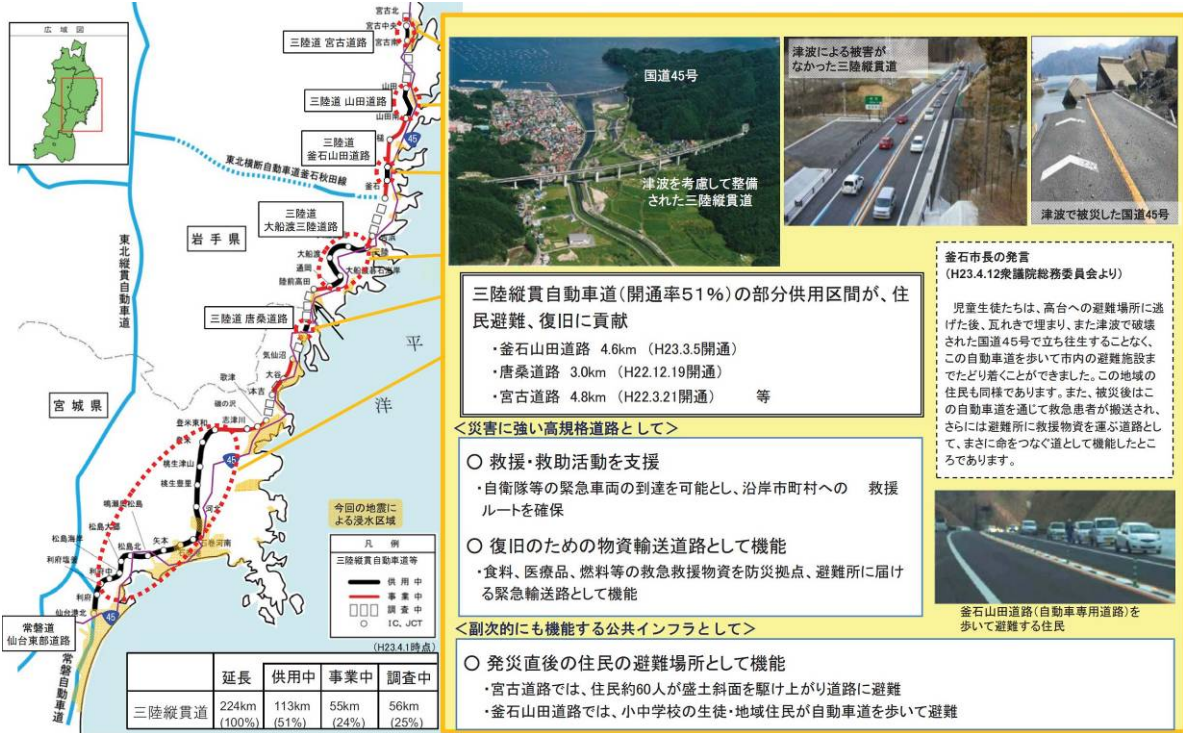 広域図
宮古北
宮古中央
宮古南
三陸道 宮古道路
山田
三陸道 山田道路
山田南
45
三陸道
釜石山田道路
東北横断自動車道釜石秋田線
釜石
三陸道
大船渡三陸道路
岩手県
東北縦貫自動車道
三陸
大船渡
通岡
大船渡碁石海岸
陸前高田
三陸道 唐桑道路
平
洋
気仙沼
大谷
本吉
歌津
磯の沢
志津川
宮城県
登米東和
登米
45
桃生津山
桃生豊里
河北
鳴瀬奥松島
松島大郷
松島海岸
松島北
矢本
石巻河南
利府塩釜
利府中
利府
仙台港北
45
常磐道
仙台東部道路
常磐自動車道
今回の地震に
よる浸水区域
凡例
三陸縦貫自動車道等
供用中
事業中
調査中
IC、JCT
(H23.4.1時点)
延長 供用中 事業中 調査中
三陸縦貫道 224km 113km 55km 56km
(100%) (51%) (24%) (25%)
国道45号
津波を考慮して整備
された三陸縦貫道
津波による被害が
なかった三陸縦貫道
津波で被災した国道45号
三陸縦貫自動車道(開通率51%)の部分供用区間が、住
民避難、復旧に貢献
・釜石山田道路 4.6km (H23.3.5開通)
・唐桑道路 3.0km (H22.12.19開通)
・宮古道路 4.8km (H22.3.21開通) 等
<災害に強い高規格道路として>
○ 救援・救助活動を支援
・自衛隊等の緊急車両の到達を可能とし、沿岸市町村への 救援
ルートを確保
○ 復旧のための物資輸送道路として機能
・食料、医療品、燃料等の救急救援物資を防災拠点、避難所に届け
る緊急輸送路として機能
<副次的にも機能する公共インフラとして>
○ 発災直後の住民の避難場所として機能
・宮古道路では、住民約60人が盛土斜面を駆け上がり道路に避難
・釜石山田道路では、小中学校の生徒・地域住民が自動車道を歩いて避難
釜石市長の発言
(H23.4.12衆議院総務委員会より)
児童生徒たちは、高台への避難場所に逃
げた後、瓦れきで埋まり、また津波で破壊
された国道45号で立ち往生することなく、
この自動車道を歩いて市内の避難施設ま
でたどり着くことができました。この地域の
住民も同様であります。また、被災後はこ
の自動車道を通じて救急患者が搬送され、
さらには避難所に救援物資を運ぶ道路とし
て、まさに命をつなぐ道として機能したとこ
ろであります。
釜石山田道路(自動車専用道路)を
歩いて避難する住民